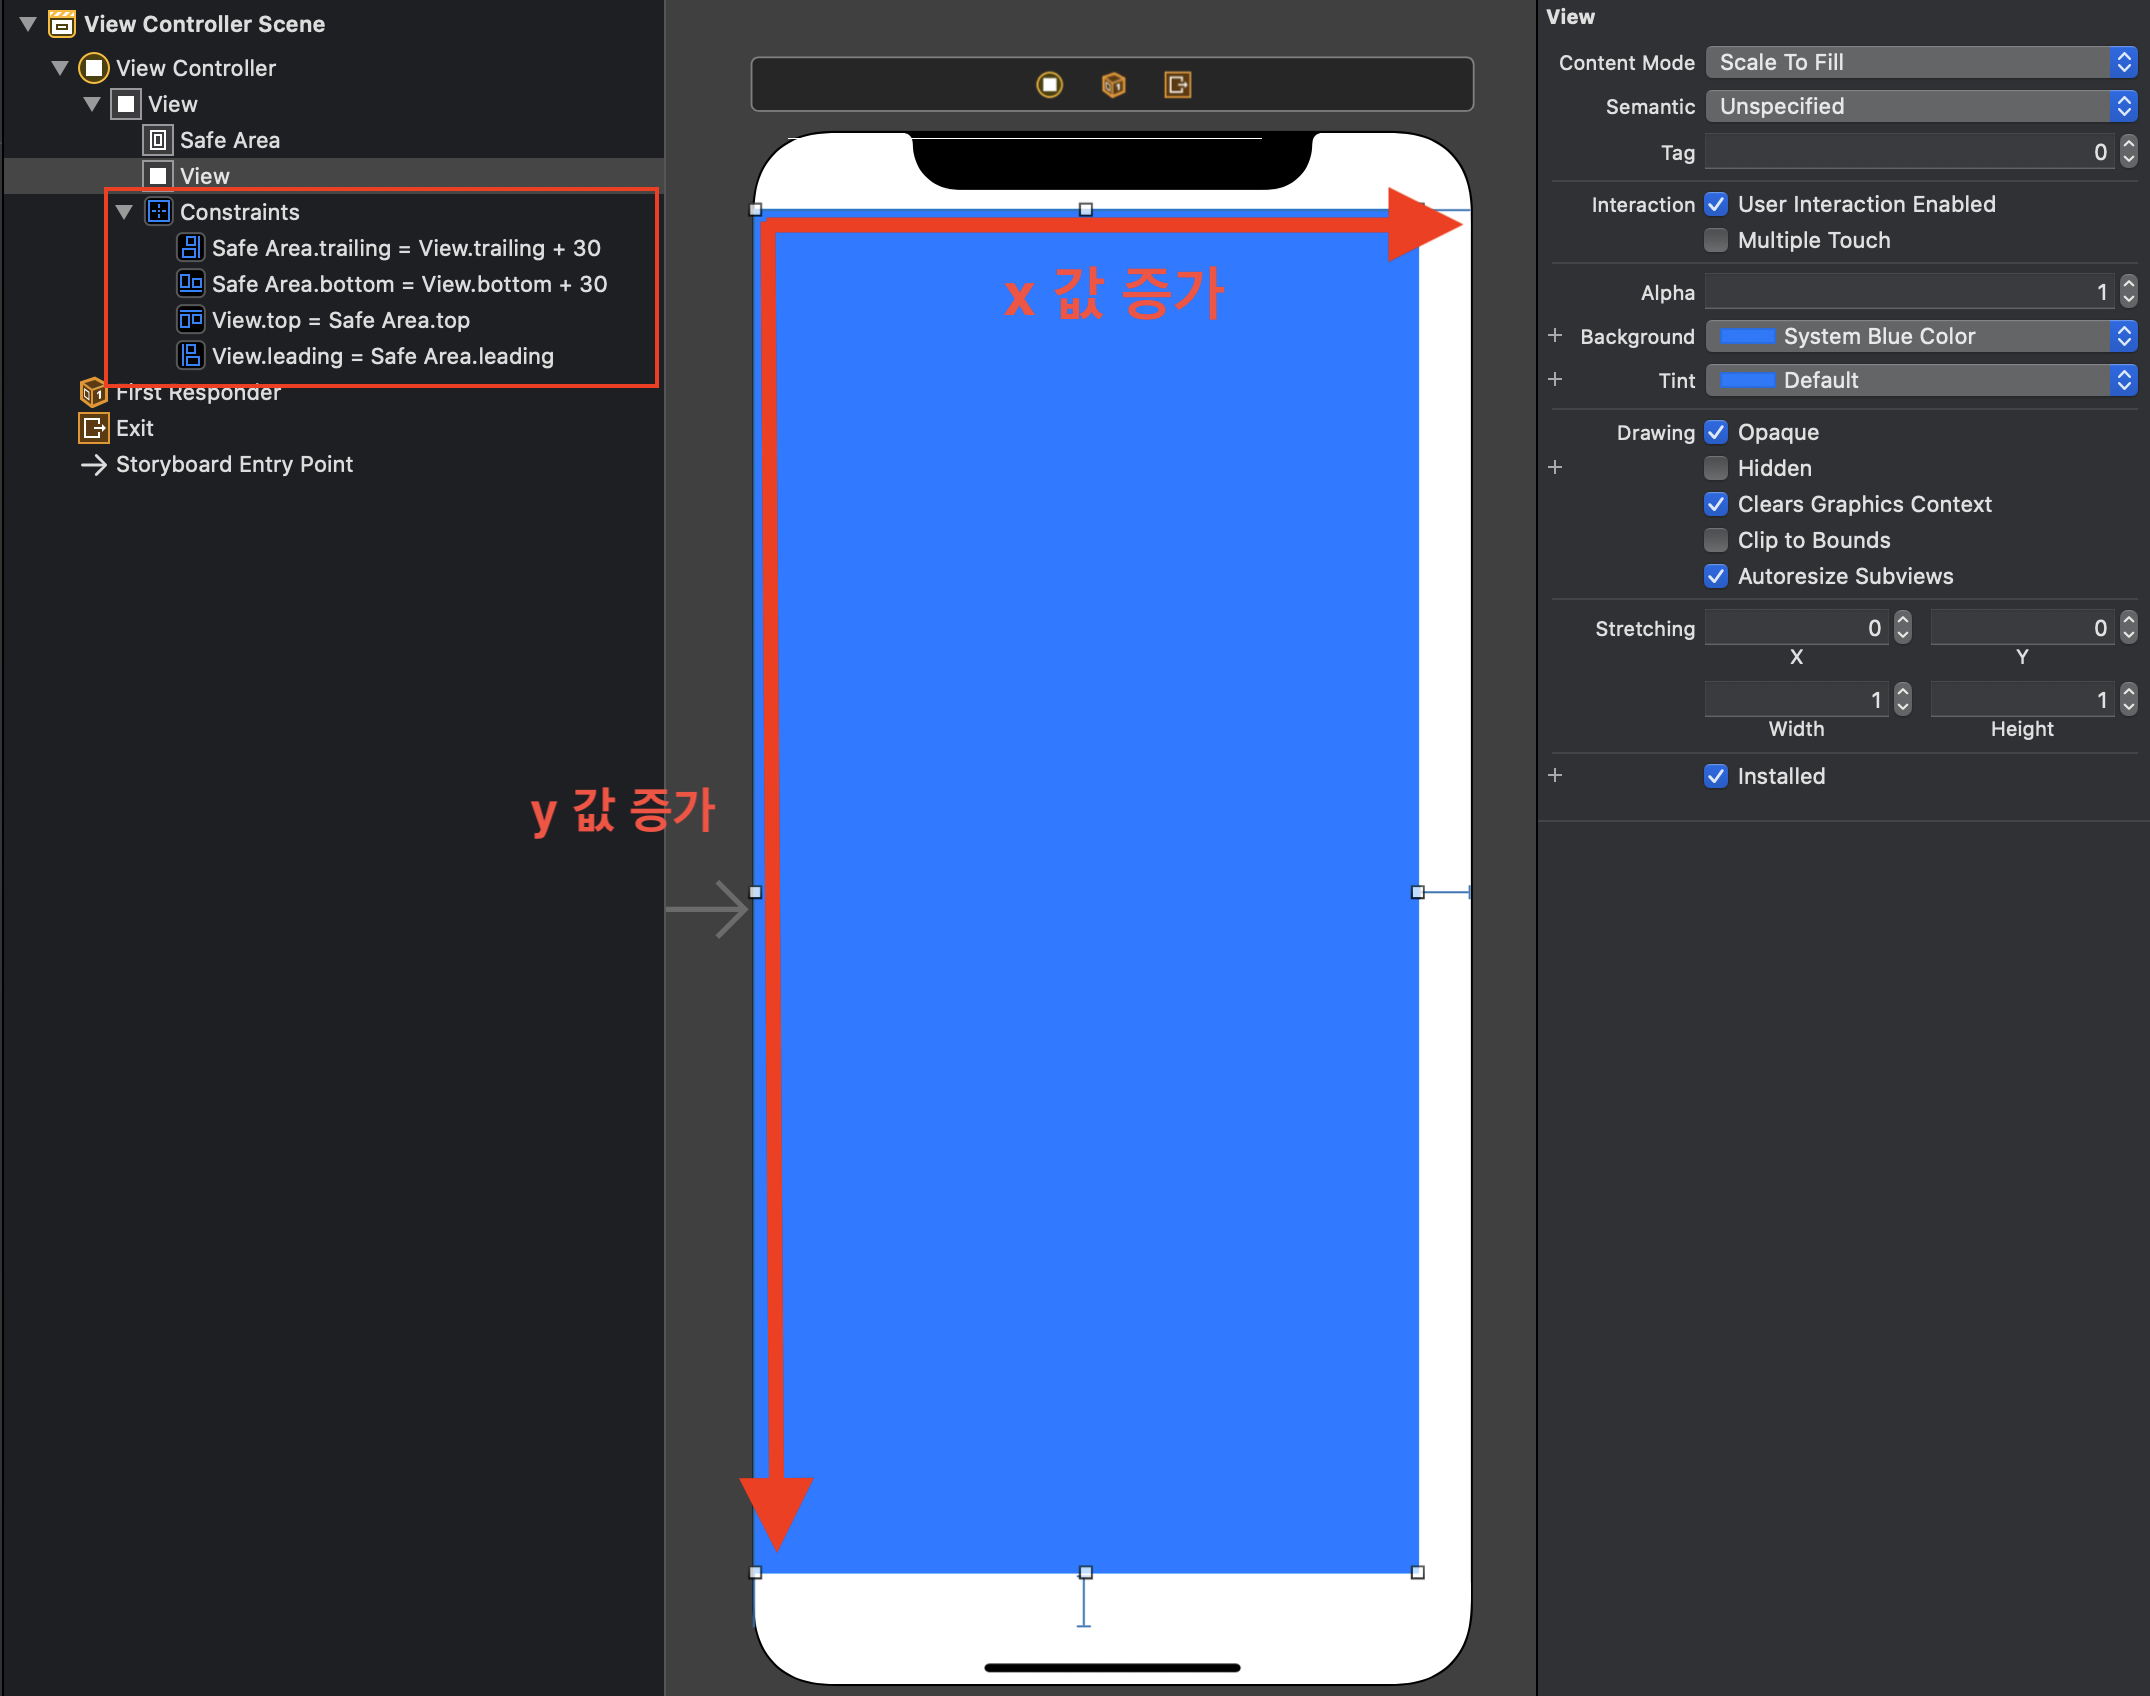 View Controller Scene
View Controller
View
Safe Area
View
Constraints
Safe Area.trailing = View.trailing + 30
Safe Area.bottom = View.bottom + 30
View.top = Safe Area.top
View.leading = Safe Area.leading
First Responder
Exit
Storyboard Entry Point
x 값 증가
y 값 증가
View
Content Mode Scale To Fill
Semantic Unspecified
Tag 0
Interaction User Interaction Enabled
Multiple Touch
Alpha 1
+ Background System Blue Color
+ Tint Default
Drawing Opaque
+ Hidden
Clears Graphics Context
Clip to Bounds
Autoresize Subviews
Stretching 0 0
X Y
1 1
Width Height
+ Installed